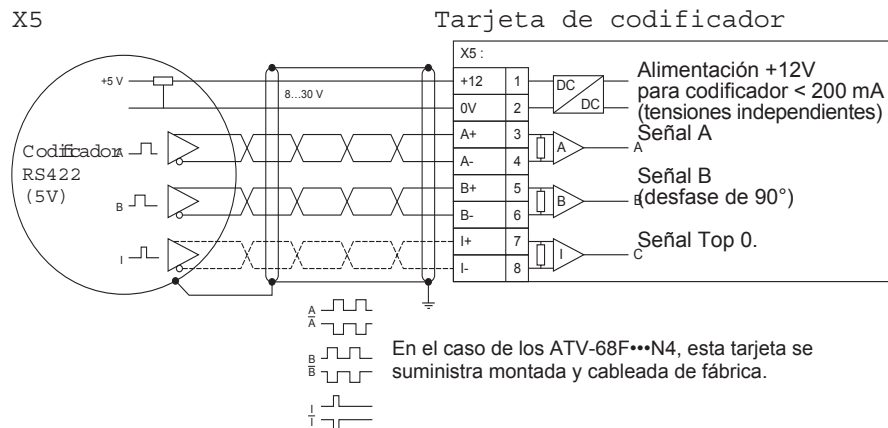 X5
Tarjeta de codificador
X5 :
+5 V
8...30 V
+12
1
DC
DC
Alimentación +12V
para codificador < 200 mA
(tensiones independientes)
0V
2
Codificador
RS422
(5V)
A
A+
3
A
A
Señal A
A-
4
B
B+
5
B
B
Señal B
(desfase de 90°)
B-
6
I
I+
7
I
C
Señal Top 0.
I-
8
A
A
B
B
I
I
En el caso de los ATV-68F•••N4, esta tarjeta se
suministra montada y cableada de fábrica.